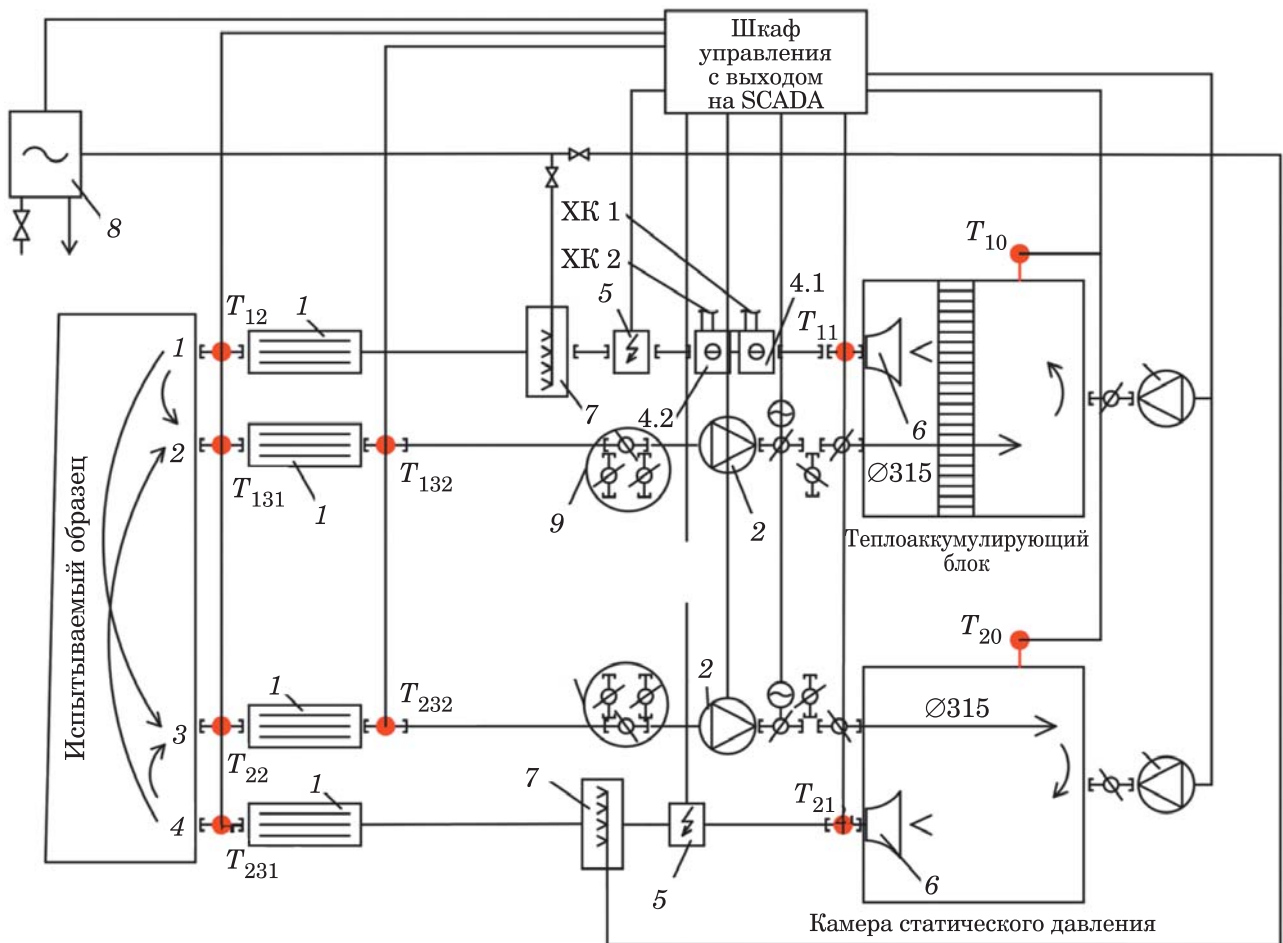 Шкаф
управления
с выходом
на SCADA
8
ХК 1
ХК 2
T10
5
4.1
T12
1
T11
1
7
4.2
6
2
T131
1
T132
9
2
∅315
Теплоаккумулирующий
блок
Испытываемый образец
T20
1
T232
2
∅315
3
T22
1
7
T21
4
T231
5
6
Камера статического давления